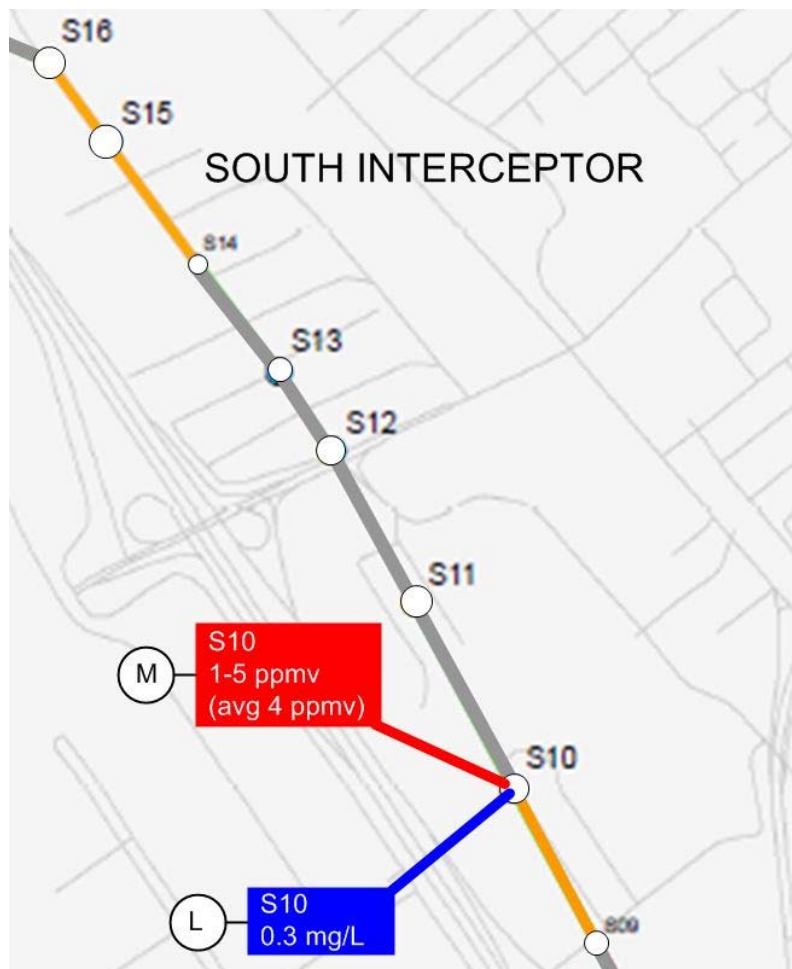 S16
S15
SOUTH INTERCEPTOR
S14
S13
S12
S11
S10
1-5 ppmv
(avg 4 ppmv)
M
S10
S10
0.3 mg/L
L
S09